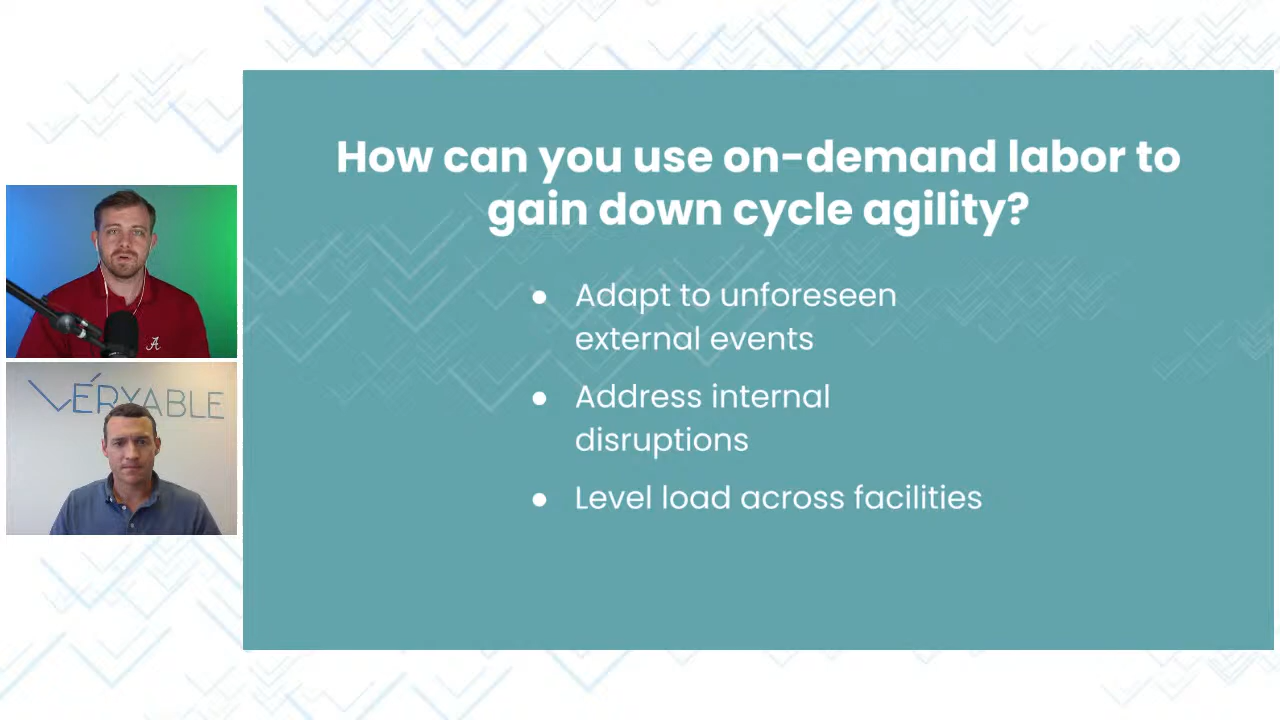 How can you use on-demand labor to
gain down cycle agility?
● Adapt to unforeseen
external events
● Address internal
disruptions
● Level load across facilities
A
VERYABLE